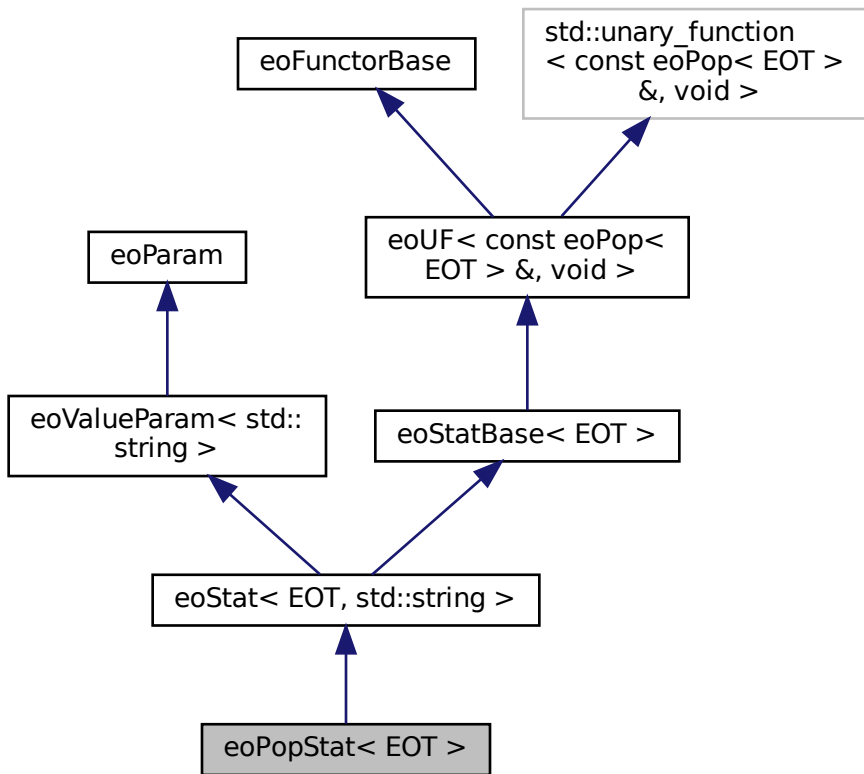 std::unary_function
< const eoPop< EOT >
&, void >
eoFunctorBase
eoUF< const eoPop<
EOT > &, void >
eoParam
eoValueParam< std::
string >
eoStatBase< EOT >
eoStat< EOT, std::string >
eoPopStat< EOT >